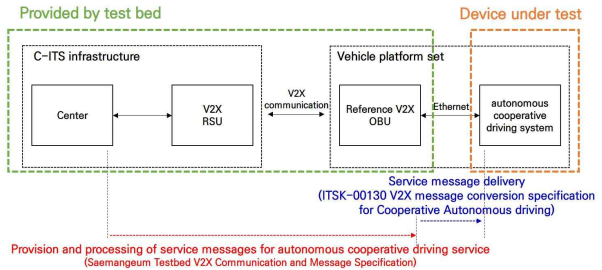 Provided by test bed
Device under test
C-ITS infrastructure
Vehicle platform set
Center
V2X
RSU
V2X
communication
Reference V2X
OBU
Ethernet
autonomous
cooperative
driving system
Service message delivery
(ITSK-00130 V2X message conversion specification
for Cooperative Autonomous driving)
Provision and processing of service messages for autonomous cooperative driving service
(Saemangeum Testbed V2X Communication and Message Specification)